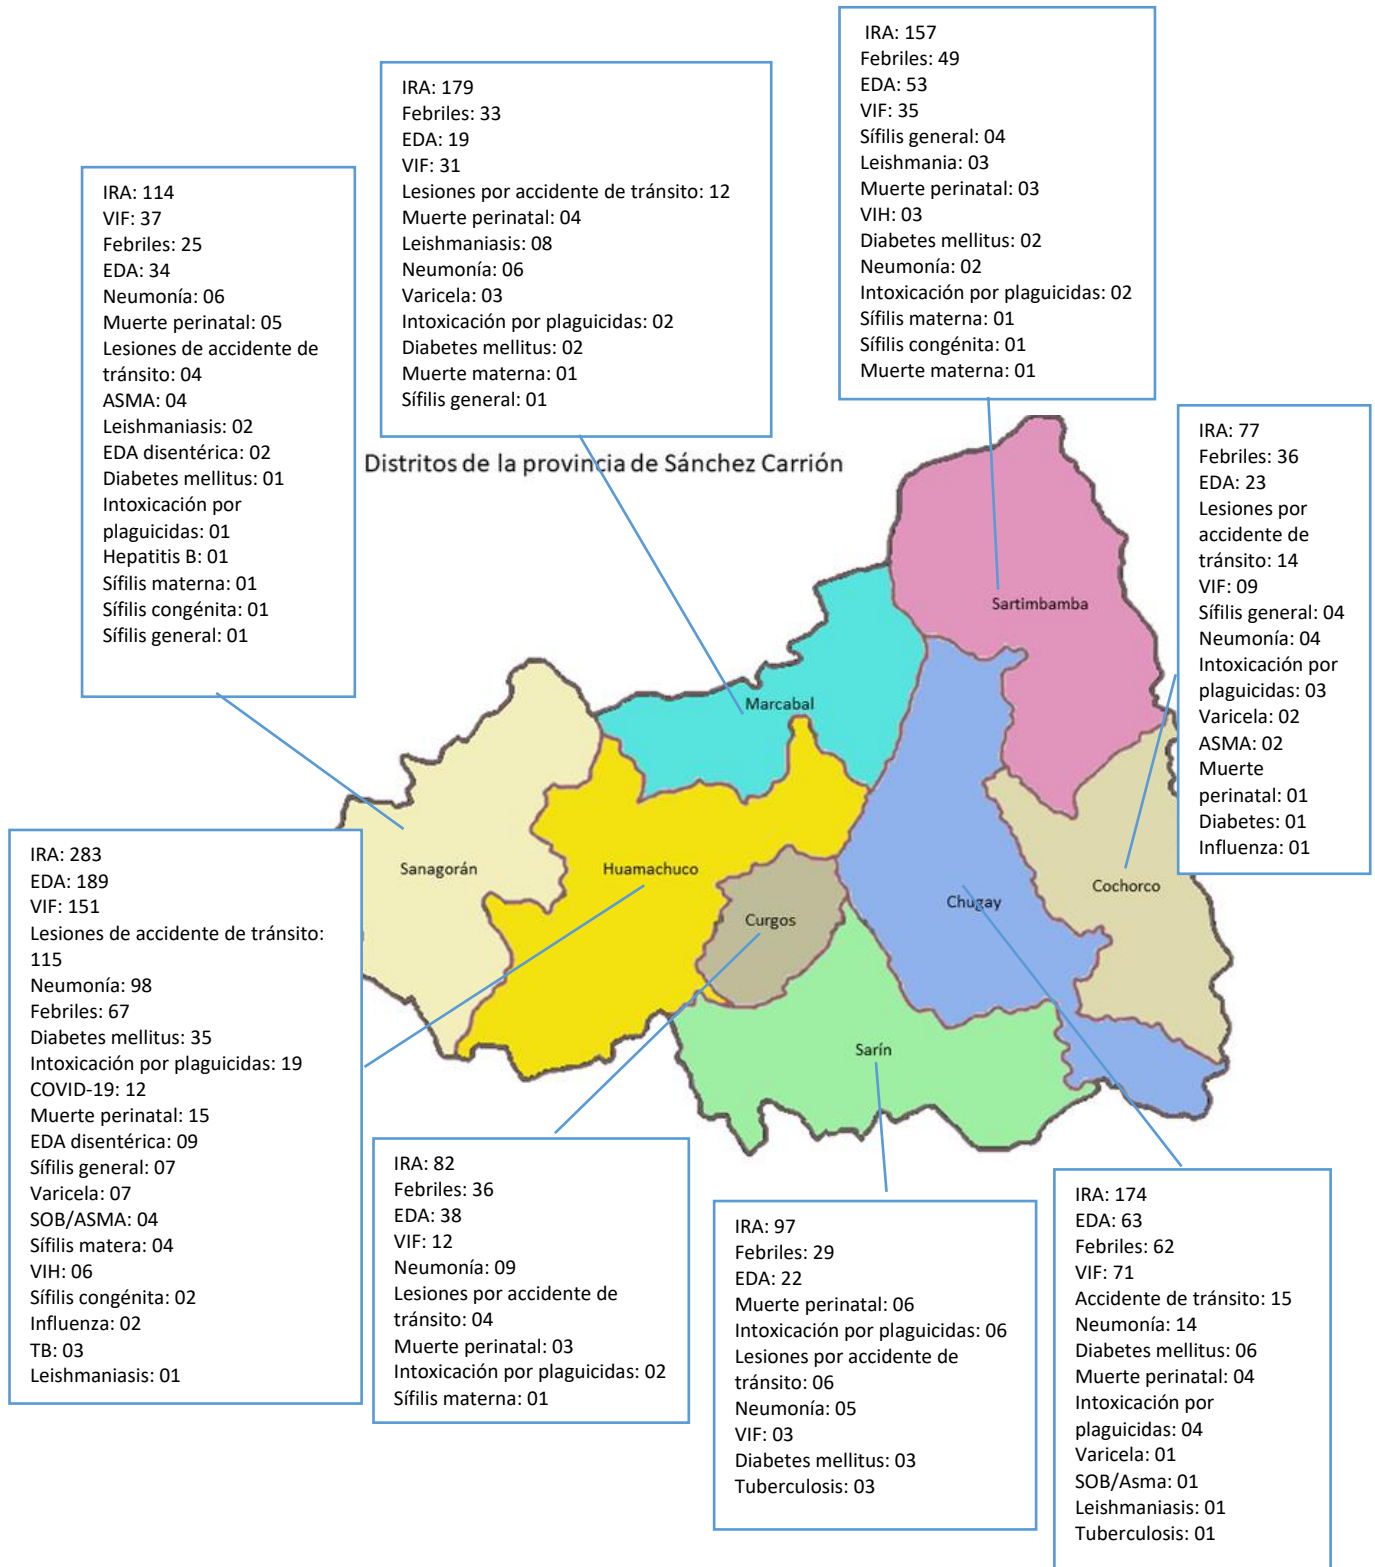 IRA: 157
Febriles: 49
EDA: 53
VIF: 35
Sífilis general: 04
Leishmania: 03
Muerte perinatal: 03
VIH: 03
Diabetes mellitus: 02
Neumonía: 02
Intoxicación por plaguicidas: 02
Sífilis materna: 01
Sífilis congénita: 01
Muerte materna: 01
IRA: 179
Febriles: 33
EDA: 19
VIF: 31
Lesiones por accidente de tránsito: 12
Muerte perinatal: 04
Leishmaniasis: 08
Neumonía: 06
Varicela: 03
Intoxicación por plaguicidas: 02
Diabetes mellitus: 02
Muerte materna: 01
Sífilis general: 01
IRA: 114
VIF: 37
Febriles: 25
EDA: 34
Neumonía: 06
Muerte perinatal: 05
Lesiones de accidente de
tránsito: 04
ASMA: 04
Leishmaniasis: 02
EDA disentérica: 02
Diabetes mellitus: 01
Intoxicación por
plaguicidas: 01
Hepatitis B: 01
Sífilis materna: 01
Sífilis congénita: 01
Sífilis general: 01
Distritos de la provincia de Sánchez Carrión
IRA: 77
Febriles: 36
EDA: 23
Lesiones por
accidente de
tránsito: 14
VIF: 09
Sífilis general: 04
Neumonía: 04
Intoxicación por
plaguicidas: 03
Varicela: 02
ASMA: 02
Muerte
perinatal: 01
Diabetes: 01
Influenza: 01
Sartimbamba
Marcabal
Sanagorán
Huamachuco
Curgos
Chugay
Cochorco
Sarín
IRA: 283
EDA: 189
VIF: 151
Lesiones de accidente de tránsito:
115
Neumonía: 98
Febriles: 67
Diabetes mellitus: 35
Intoxicación por plaguicidas: 19
COVID-19: 12
Muerte perinatal: 15
EDA disentérica: 09
Sífilis general: 07
Varicela: 07
SOB/ASMA: 04
Sífilis matera: 04
VIH: 06
Sífilis congénita: 02
Influenza: 02
TB: 03
Leishmaniasis: 01
IRA: 82
Febriles: 36
EDA: 38
VIF: 12
Neumonía: 09
Lesiones por accidente de
tránsito: 04
Muerte perinatal: 03
Intoxicación por plaguicidas: 02
Sífilis materna: 01
IRA: 97
Febriles: 29
EDA: 22
Muerte perinatal: 06
Intoxicación por plaguicidas: 06
Lesiones por accidente de
tránsito: 06
Neumonía: 05
VIF: 03
Diabetes mellitus: 03
Tuberculosis: 03
IRA: 174
EDA: 63
Febriles: 62
VIF: 71
Accidente de tránsito: 15
Neumonía: 14
Diabetes mellitus: 06
Muerte perinatal: 04
Intoxicación por
plaguicidas: 04
Varicela: 01
SOB/Asma: 01
Leishmaniasis: 01
Tuberculosis: 01